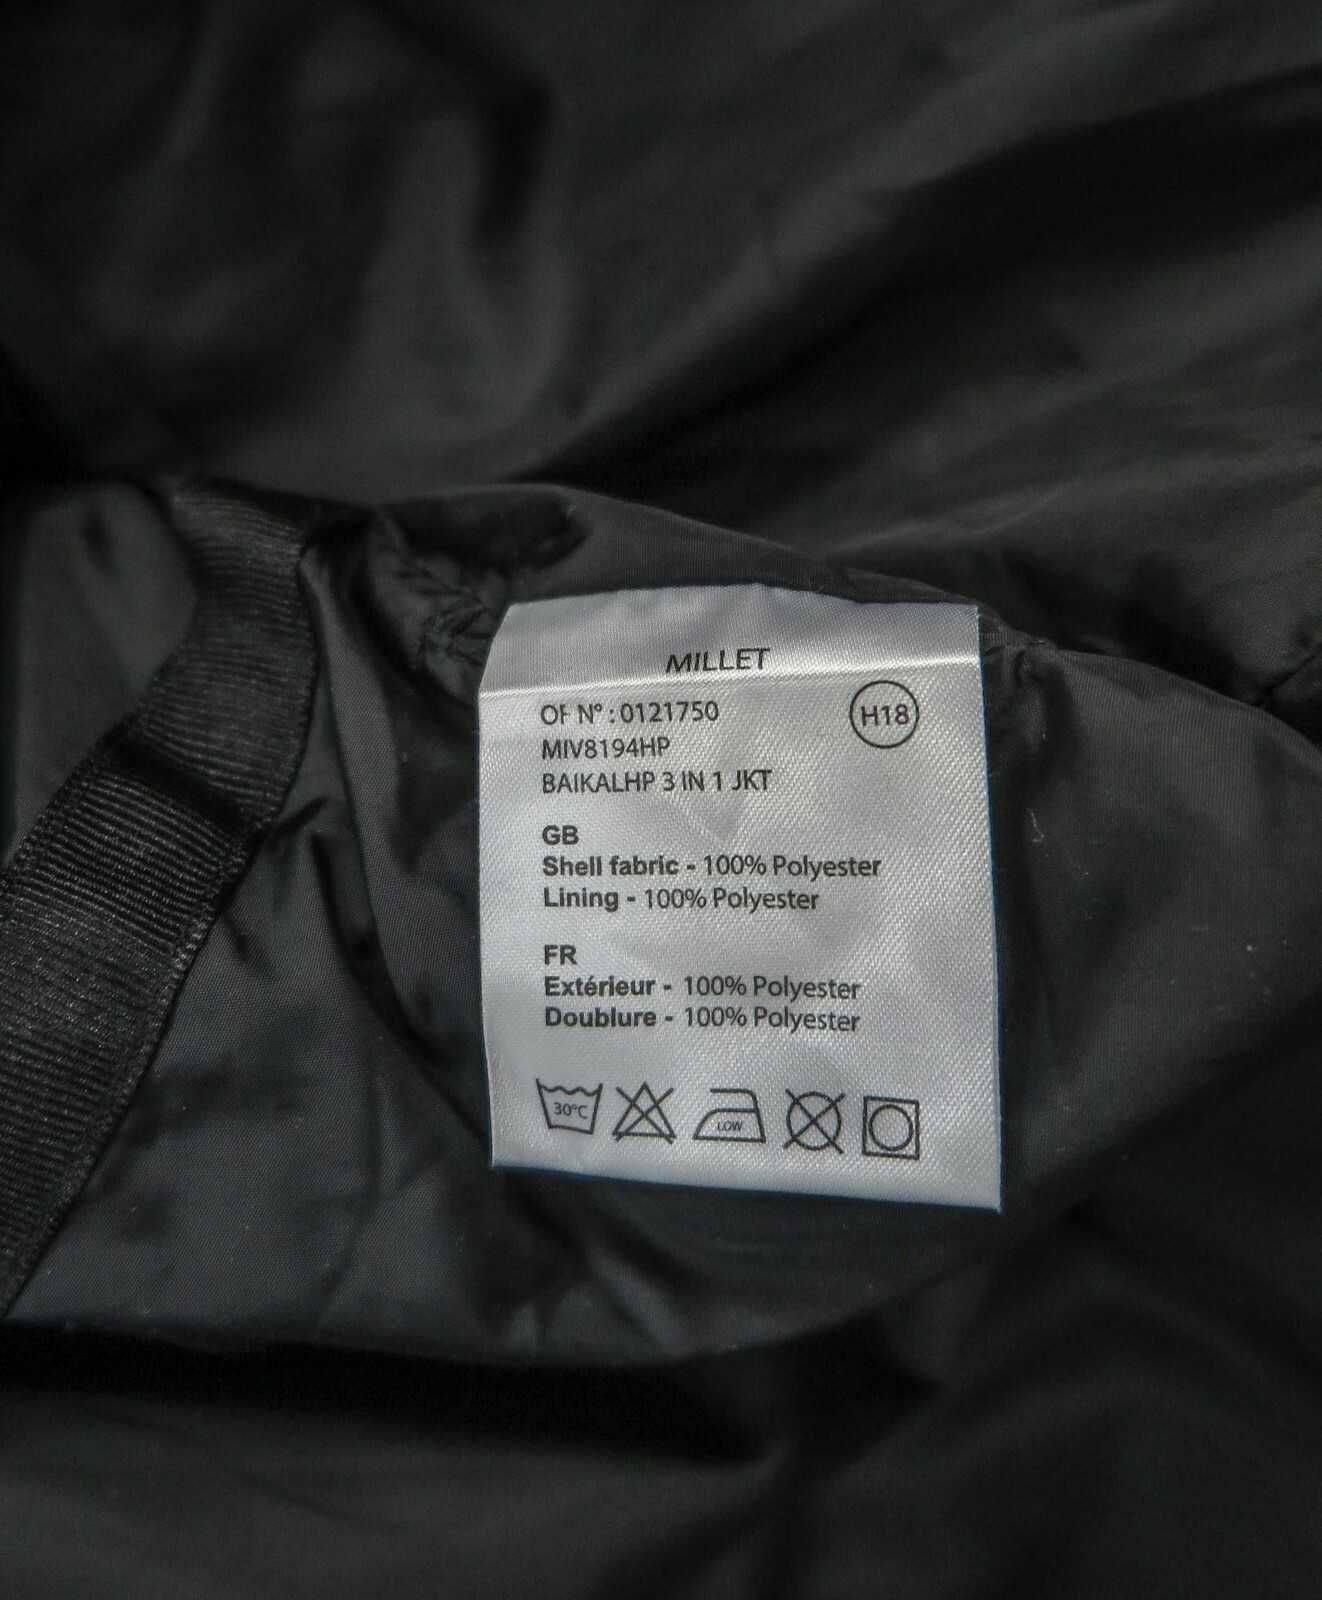 MILLET
OF N° : 0121750
H18
MIV8194HP
BAIKALHP 3 IN 1 JKT
GB
Shell fabric - 100% Polyester
Lining - 100% Polyester
FR
Extérieur - 100% Polyester
Doublure - 100% Polyester
30°C
LOW